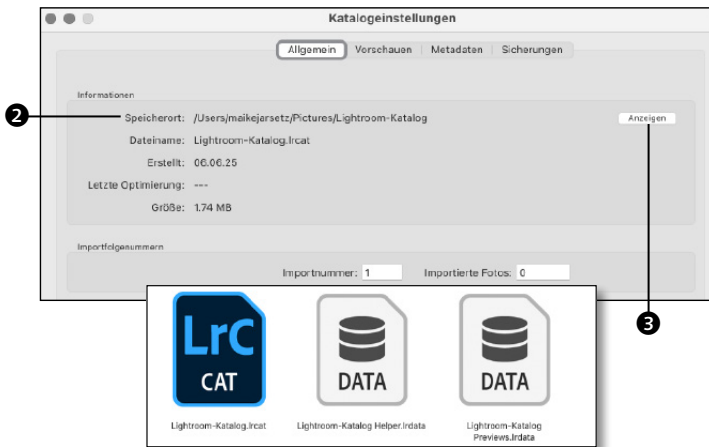 Katalogeinstellungen
Allgemein Vorschauen Metadaten Sicherungen
Informationen
2 Speicherort: /Users/maikejarsetz/Pictures/Lightroom-Katalog Anzeigen
Dateiname: Lightroom-Katalog.lrcat
Erstellt: 06.06.25
Letzte Optimierung: ---
Größe: 1.74 MB
Importfolgenummern
Importnummer: 1 Importierte Fotos: 0
3
LrC
CAT DATA DATA
Lightroom-Katalog.lrcat Lightroom-Katalog Helper.lrdata Lightroom-Katalog
Previews.lrdata